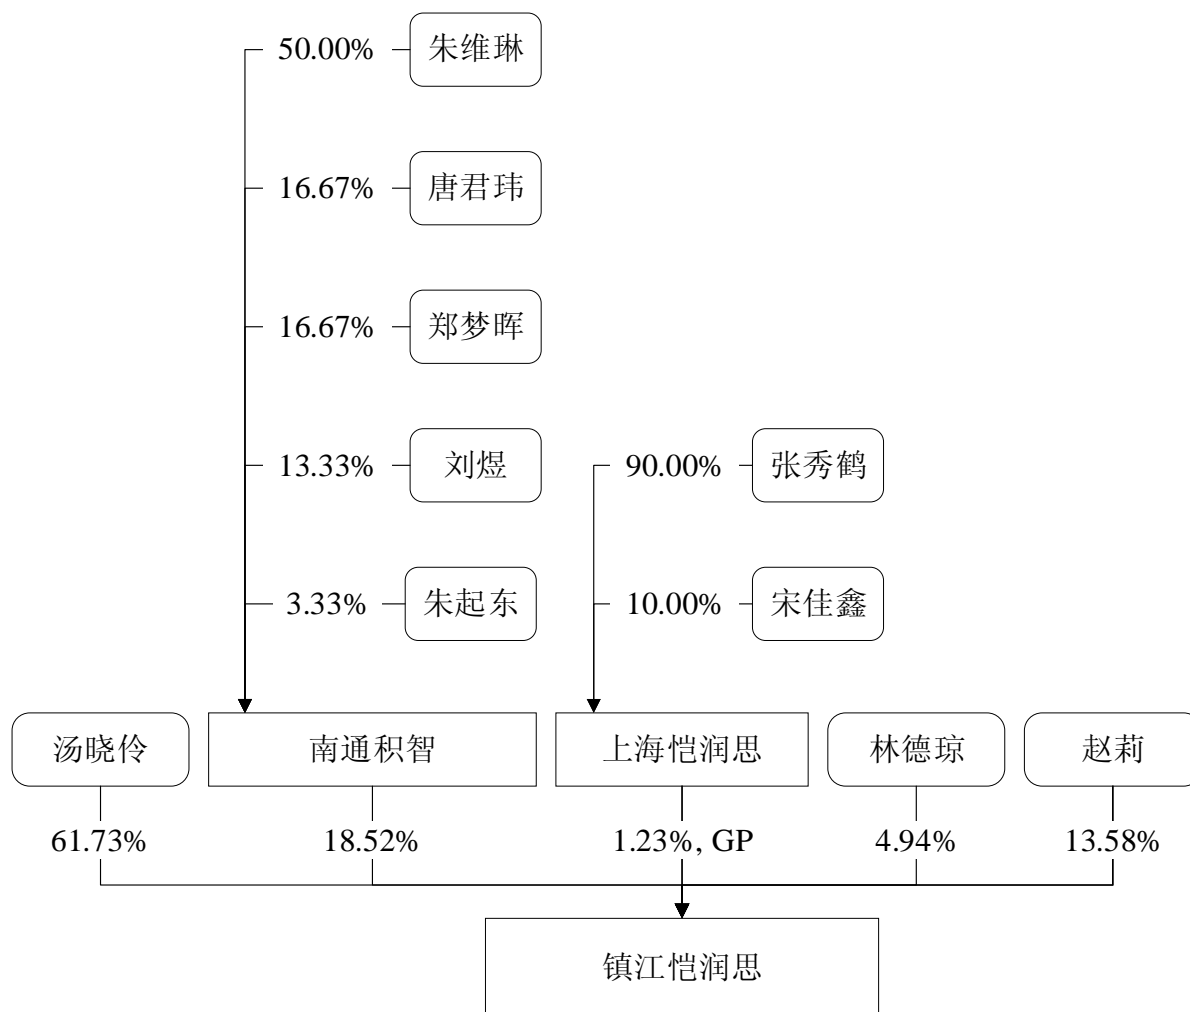 50.00% 朱维琳
16.67% 唐君玮
16.67% 郑梦晖
13.33% 刘煜 90.00% 张秀鹤
3.33% 朱起东 10.00% 宋佳鑫
汤晓伶 南通积智 上海恺润思 林德琼 赵莉
61.73% 18.52% 1.23%, GP 4.94% 13.58%
镇江恺润思